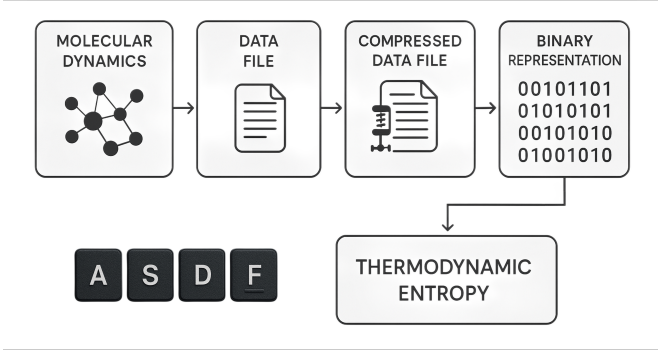 MOLECULAR
DYNAMICS
DATA
FILE
COMPRESSED
DATA FILE
BINARY
REPRESENTATION
00101101
01010101
00101010
01001010
A S D F
THERMODYNAMIC
ENTROPY